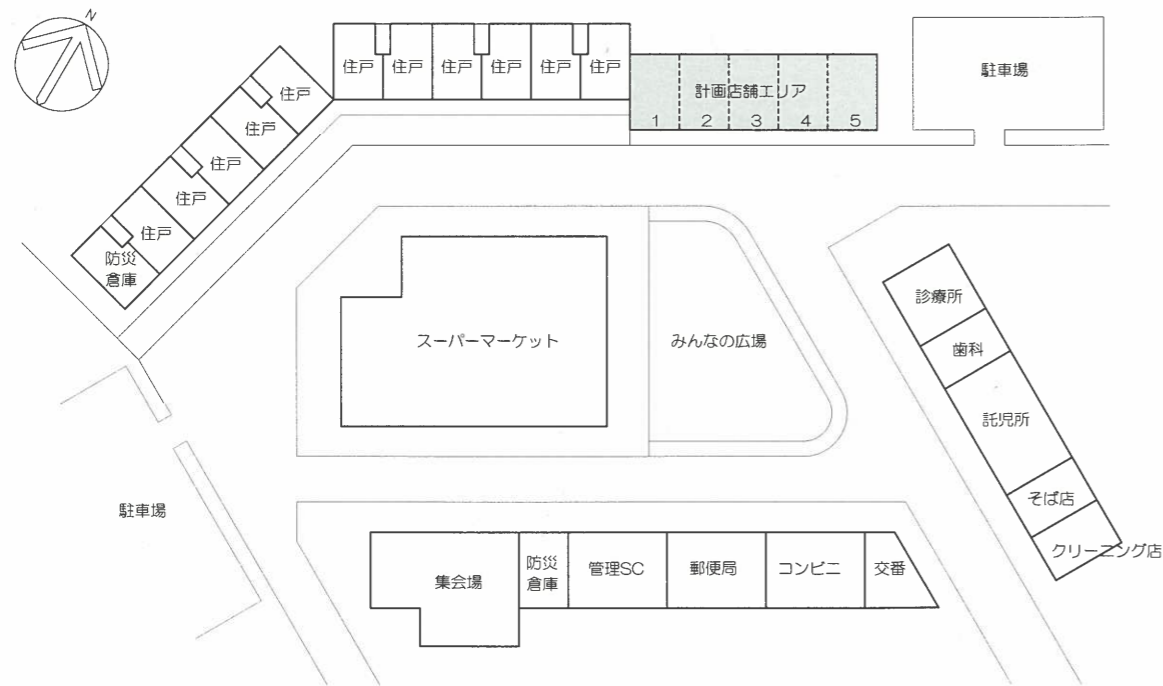 N
住戸
住戸
住戸
住戸
住戸
住戸
計画店舗エリア
1
2
3
4
5
駐車場
住戸
住戸
住戸
住戸
住戸
防災
倉庫
スーパーマーケット
みんなの広場
診療所
歯科
託児所
そば店
クリーニング店
駐車場
集会場
防災
倉庫
管理SC
郵便局
コンビニ
交番